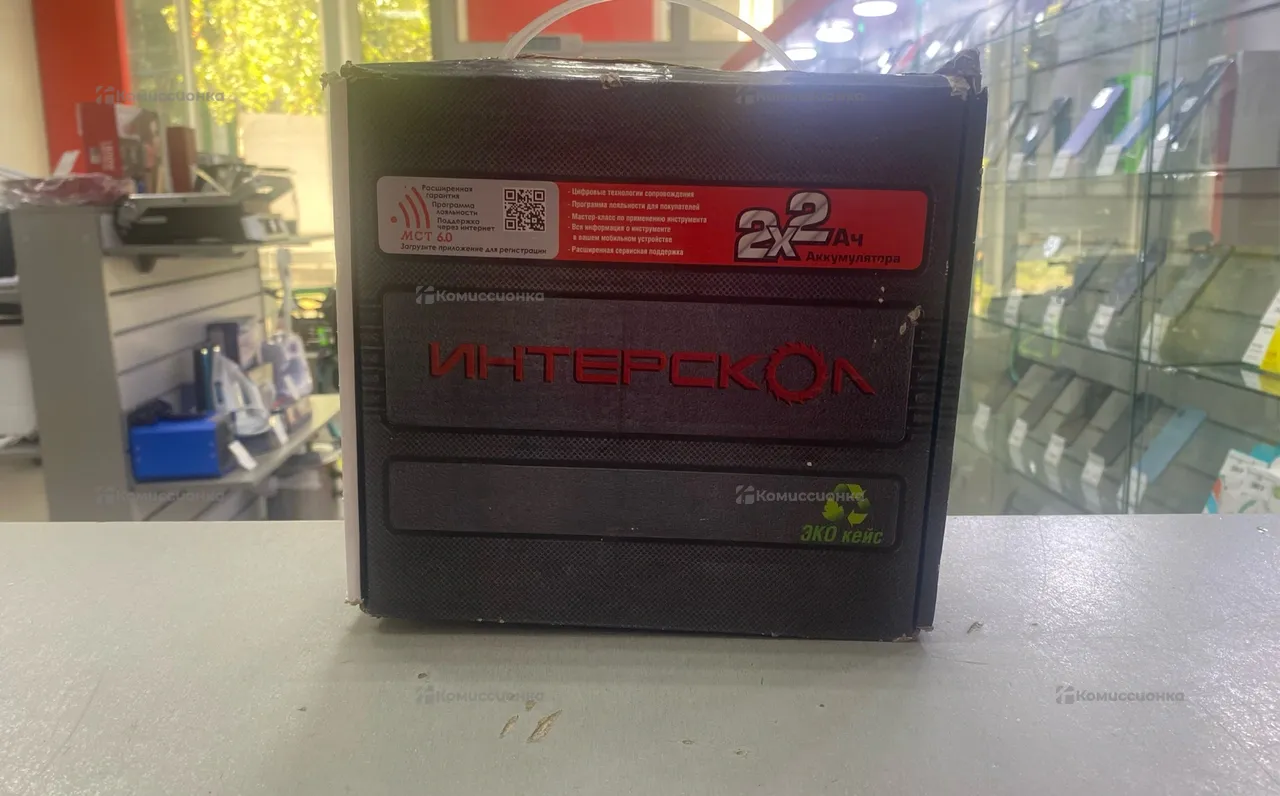 Комиссионка
Комиссионка
Расширенная
гарантия
Программа
лояльности
Поддержка
через интернет
МСТ 6.0
Загрузите приложение для регистрации
- Цифровые технологии сопровождения
- Программа лояльности для покупателей
- Мастер-класс по применению инструмента
- Вся информация о инструменте
в вашем мобильном устройстве
- Расширенная сервисная поддержка
2x2 Ач
Аккумулятора
Комиссионка
ИНТЕРСКОЛ
Комиссионка
Комиссионка
ЭКО кейс
Комиссионка
Комиссионка